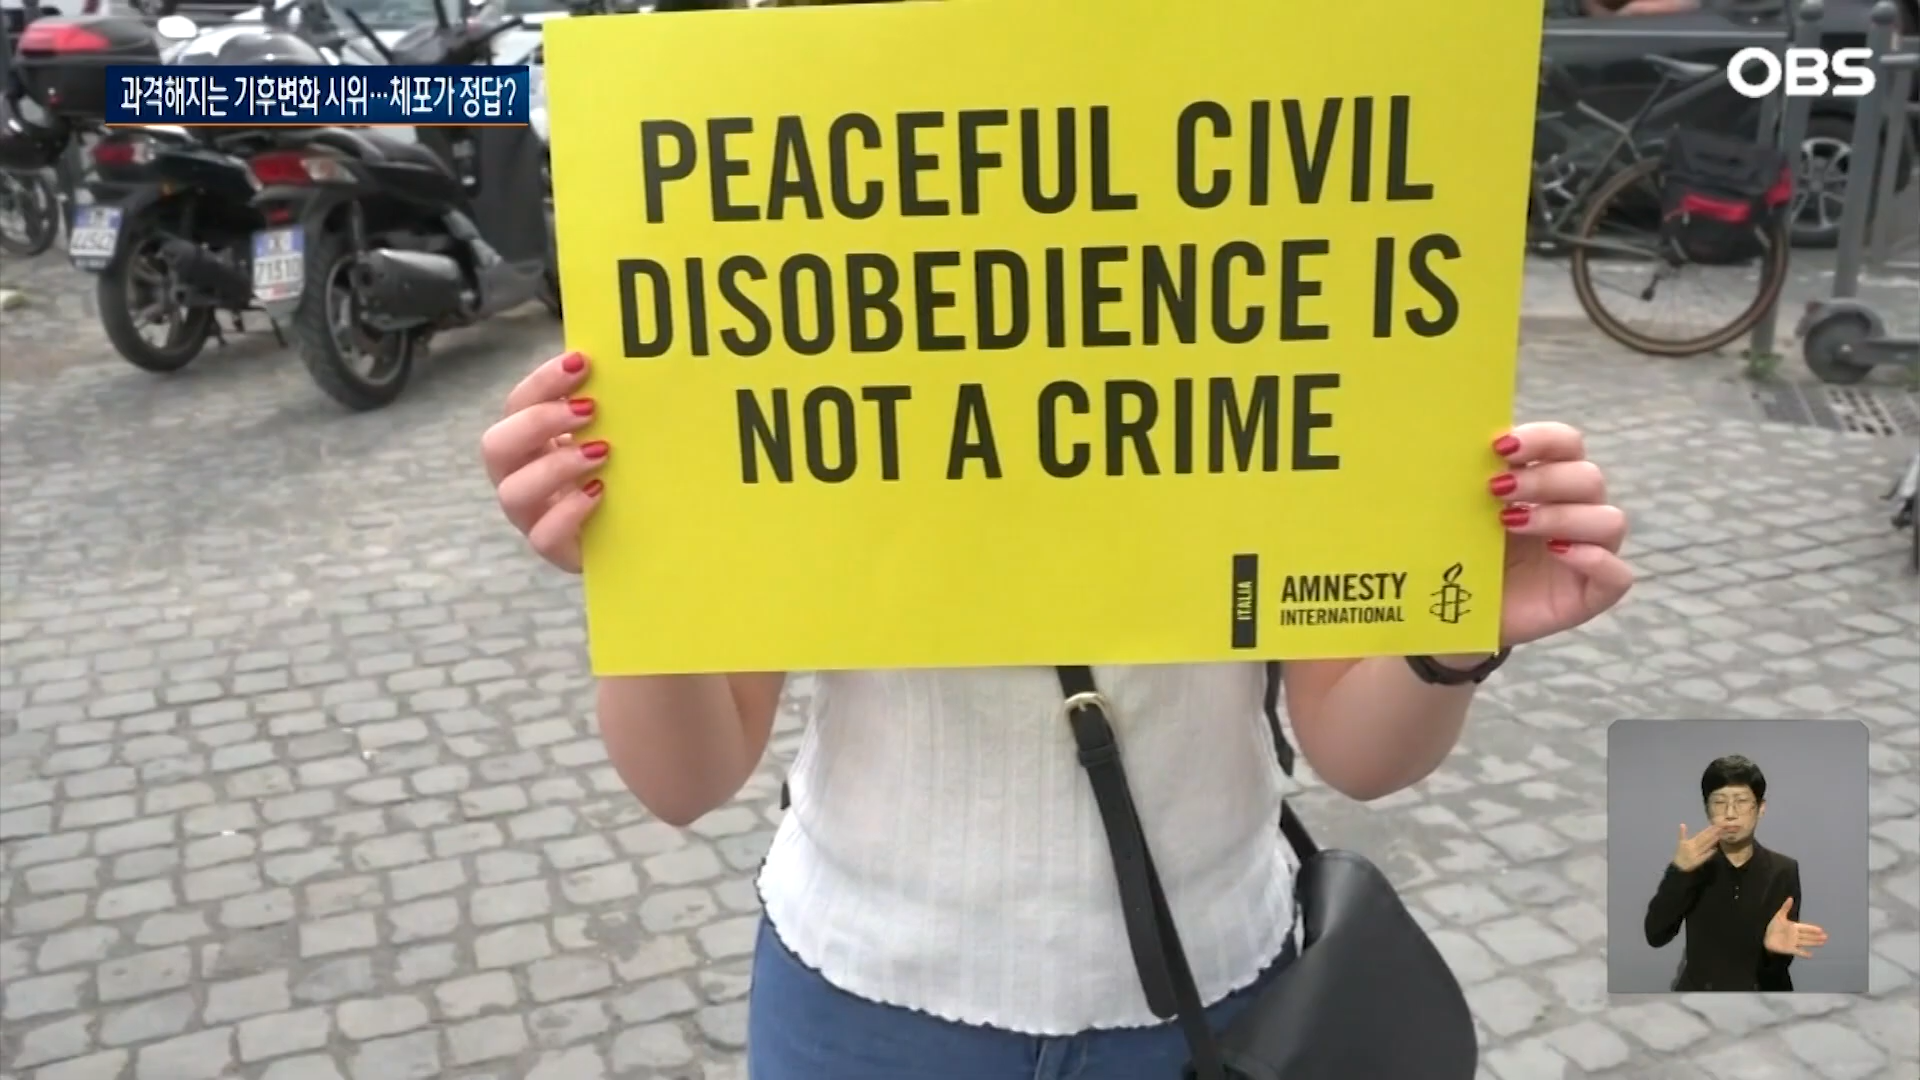 과격해지는 기후변화 시위…체포가 정답?
OBS
PEACEFUL CIVIL
DISOBEDIENCE IS
NOT A CRIME
ITALIA
AMNESTY
INTERNATIONAL
71510